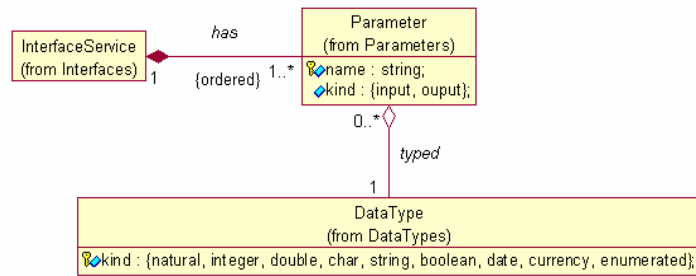 Parameter
(from Parameters)
name : string;
kind : {input, ouput};
InterfaceService
(from Interfaces)
has
1
{ordered}
1..*
0..*
typed
1
DataType
(from DataTypes)
kind : {natural, integer, double, char, string, boolean, date, currency, enumerated};